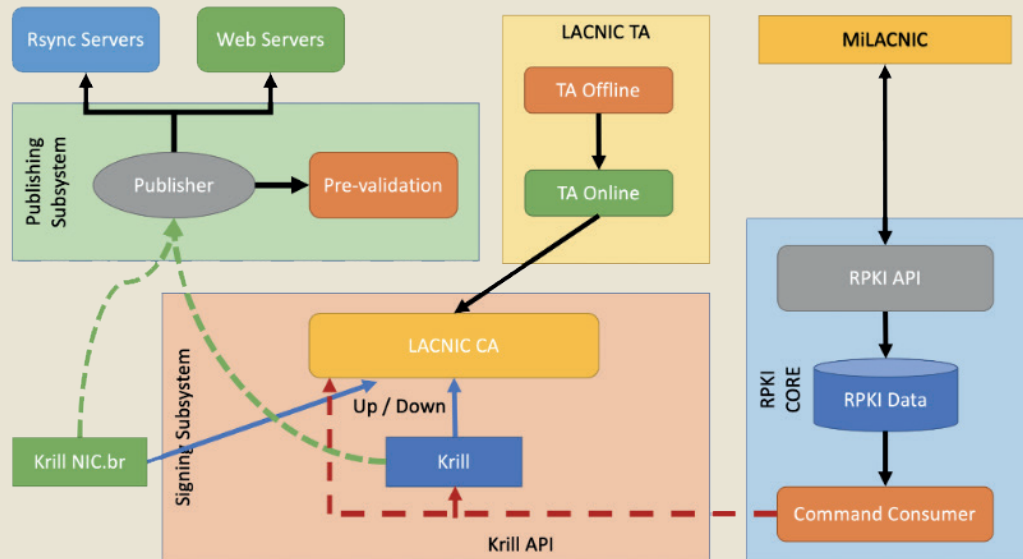 Rsync Servers
Web Servers
LACNIC TA
MiLACNIC
TA Offline
Publishing
Subsystem
Publisher
Pre-validation
TA Online
RPKI API
LACNIC CA
Signing Subsystem
Up / Down
RPKI
CORE
RPKI Data
Krill NIC.br
Krill
Command Consumer
Krill API